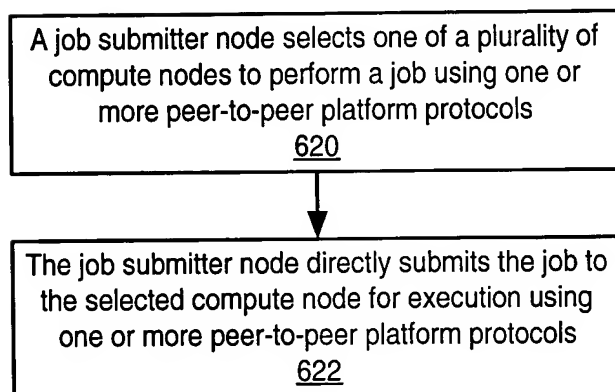 A job submitter node selects one of a plurality of
compute nodes to perform a job using one or
more peer-to-peer platform protocols
620
The job submitter node directly submits the job to
the selected compute node for execution using
one or more peer-to-peer platform protocols
622